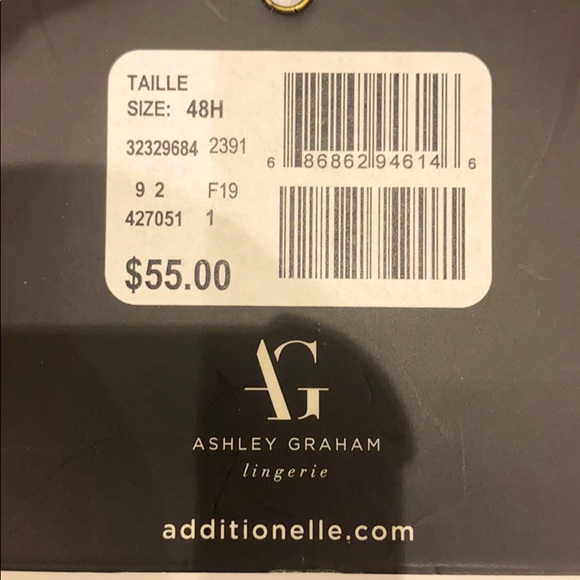 TAILLE
SIZE: 48H
32329684 2391
9 2 F19
427051 1
$55.00
6 86862 94614 6
AG
ASHLEY GRAHAM
lingerie
additionelle.com